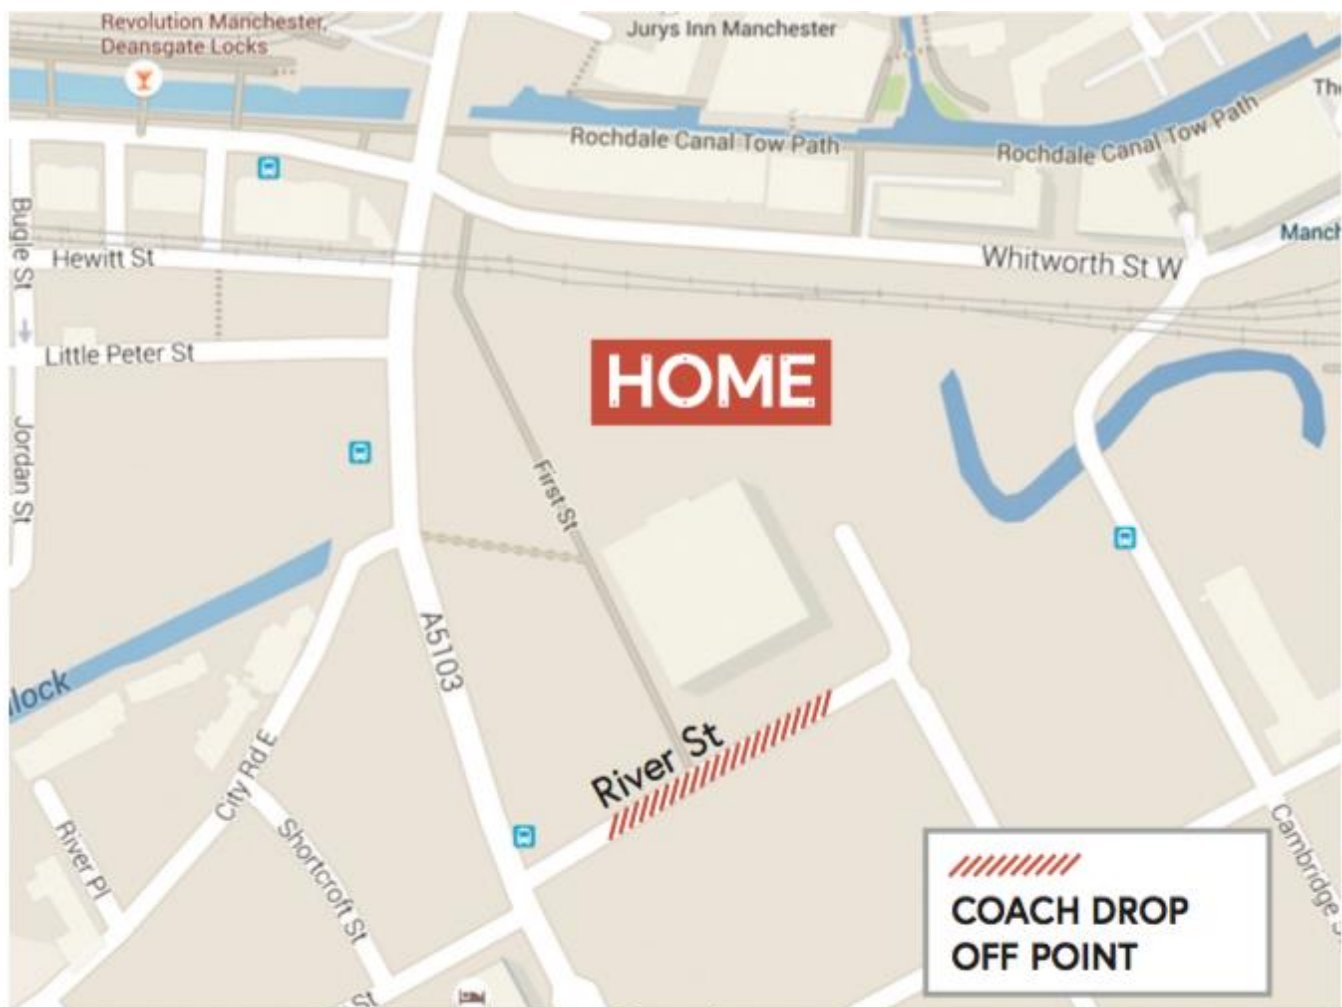 Revolution Manchester,
Deansgate Locks
Jurys Inn Manchester
Rochdale Canal Tow Path
Rochdale Canal Tow Path
Bugle St
Hewitt St
Whitworth St W
Little Peter St
HOME
Jordan St
First St
A5103
River St
City Rd E
River Pl
Shortcroft St
Cambridge
COACH DROP
OFF POINT
St